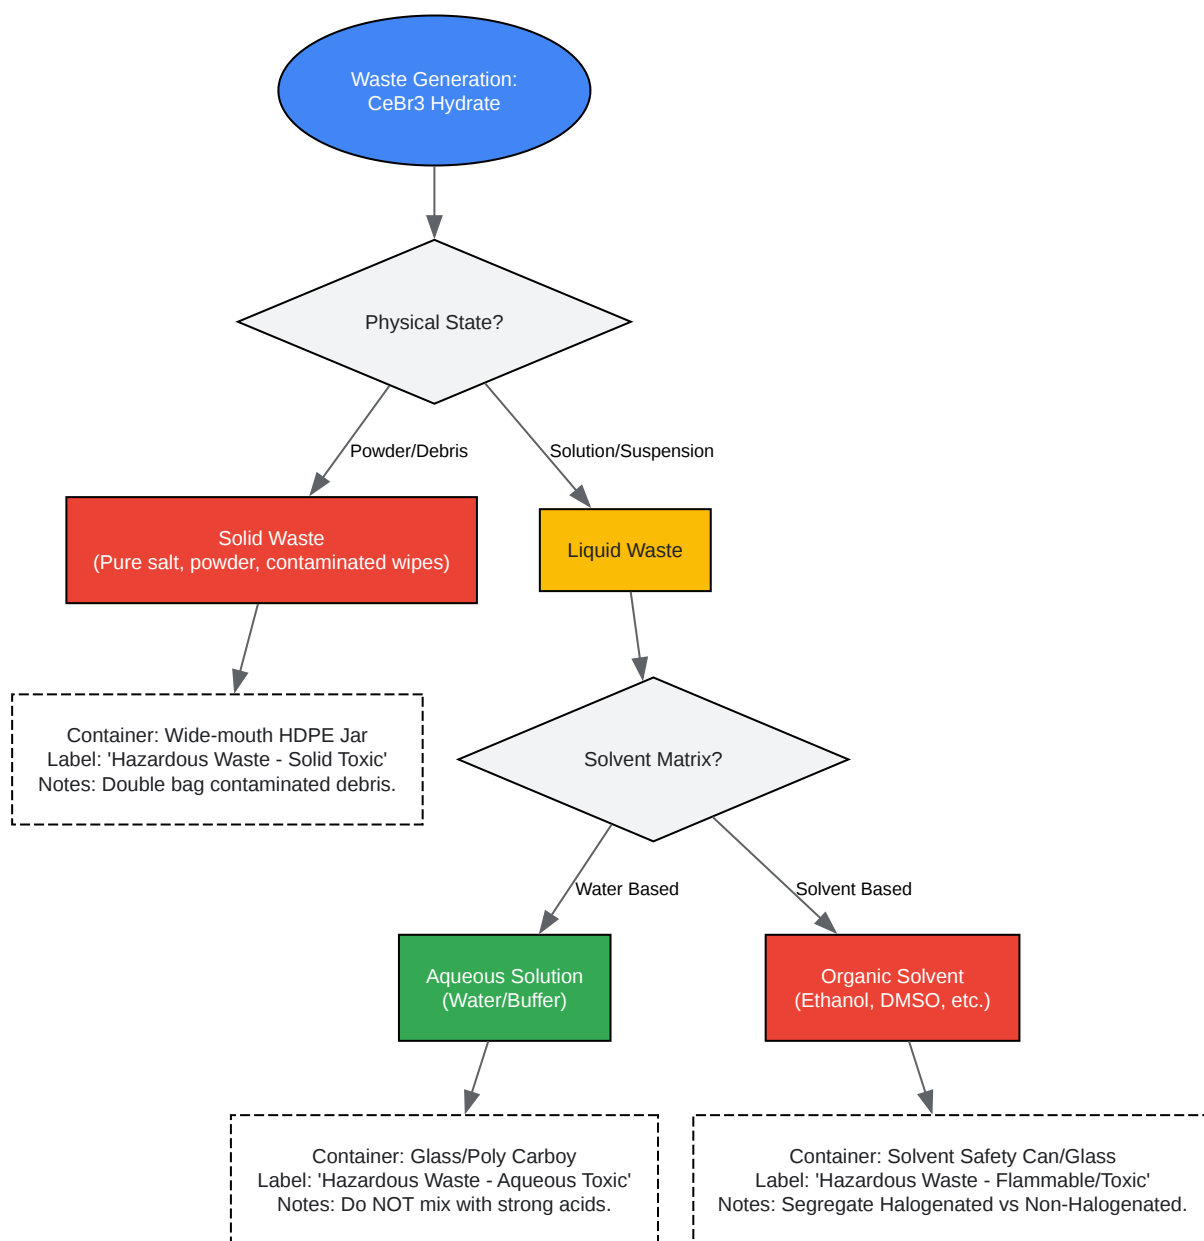 Waste Generation:
CeBr3 Hydrate
Physical State?
Powder/Debris
Solution/Suspension
Solid Waste
(Pure salt, powder, contaminated wipes)
Liquid Waste
Container: Wide-mouth HDPE Jar
Label: 'Hazardous Waste - Solid Toxic'
Notes: Double bag contaminated debris.
Solvent Matrix?
Water Based
Solvent Based
Aqueous Solution
(Water/Buffer)
Organic Solvent
(Ethanol, DMSO, etc.)
Container: Glass/Poly Carboy
Label: 'Hazardous Waste - Aqueous Toxic'
Notes: Do NOT mix with strong acids.
Container: Solvent Safety Can/Glass
Label: 'Hazardous Waste - Flammable/Toxic'
Notes: Segregate Halogenated vs Non-Halogenated.